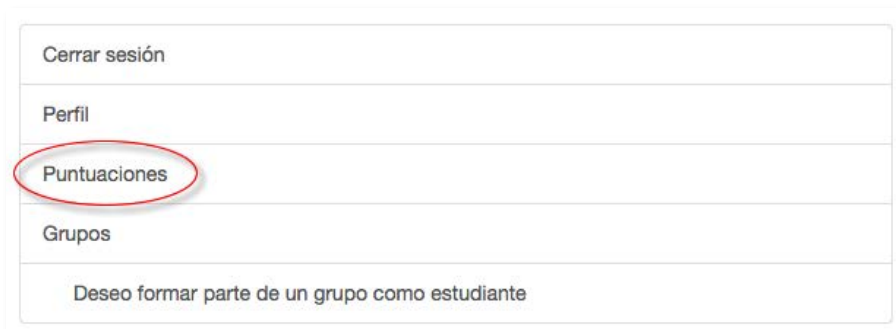 Cerrar sesión
Perfil
Puntuaciones
Grupos
Deseo formar parte de un grupo como estudiante